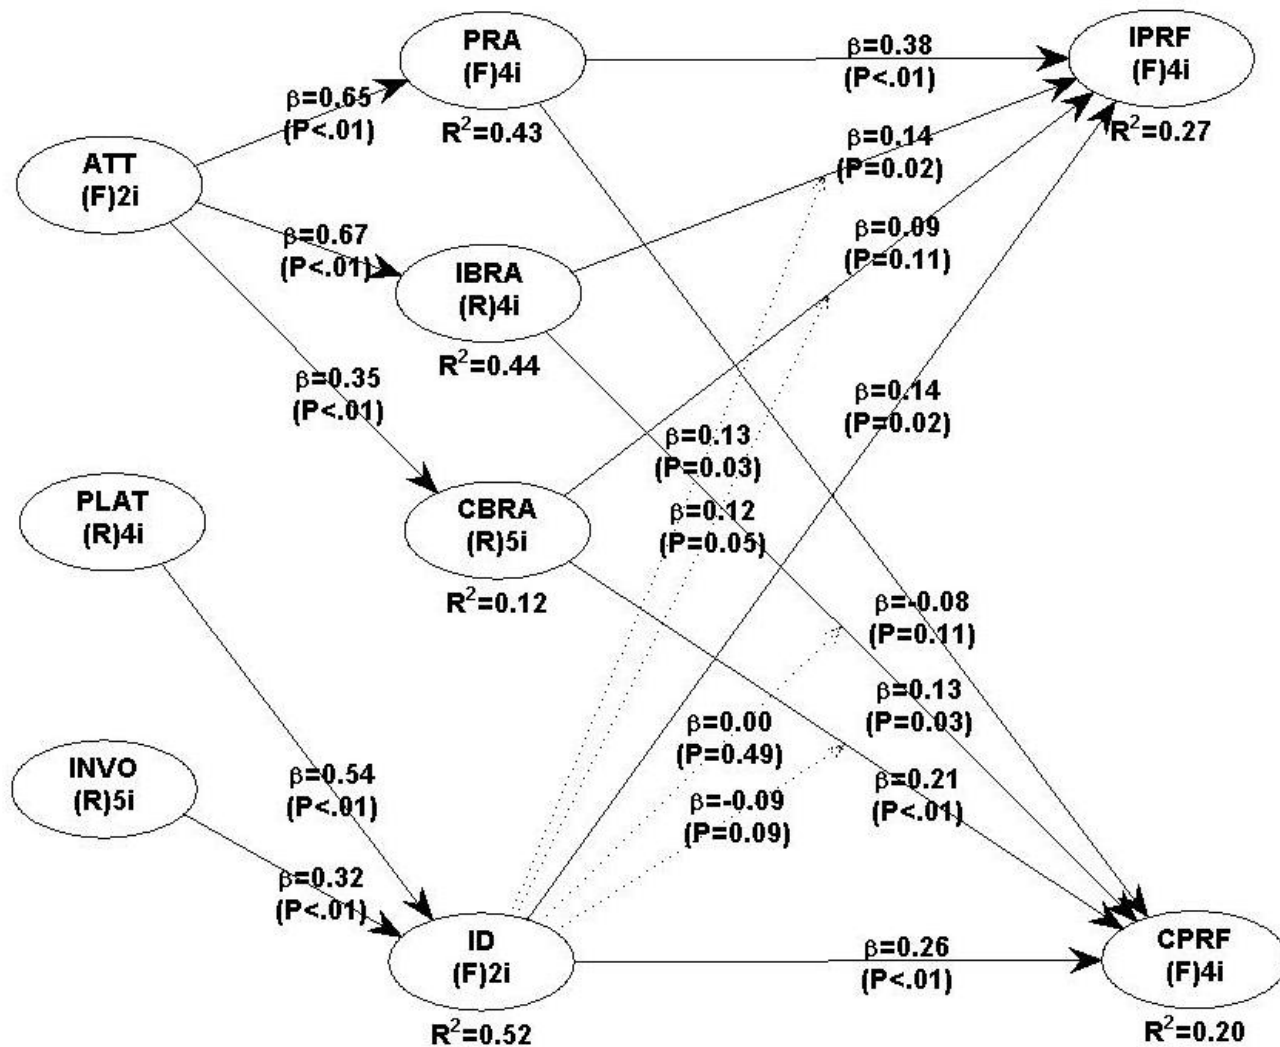 PRA
(F)4i
R²=0.43
β=0.38
(P<.01)
IPRF
(F)4i
R²=0.27
β=0.65
(P<.01)
ATT
(F)2i
β=0.14
(P=0.02)
β=0.67
(P<.01)
IBRA
(R)4i
R²=0.44
β=0.09
(P=0.11)
β=0.35
(P<.01)
β=0.14
(P=0.02)
β=0.13
(P=0.03)
PLAT
(R)4i
CBRA
(R)5i
R²=0.12
β=0.12
(P=0.05)
β=-0.08
(P=0.11)
β=0.13
(P=0.03)
β=0.00
(P=0.49)
INVO
(R)5i
β=0.54
(P<.01)
β=-0.09
(P=0.09)
β=0.21
(P<.01)
β=0.32
(P<.01)
ID
(F)2i
R²=0.52
β=0.26
(P<.01)
CPRF
(F)4i
R²=0.20